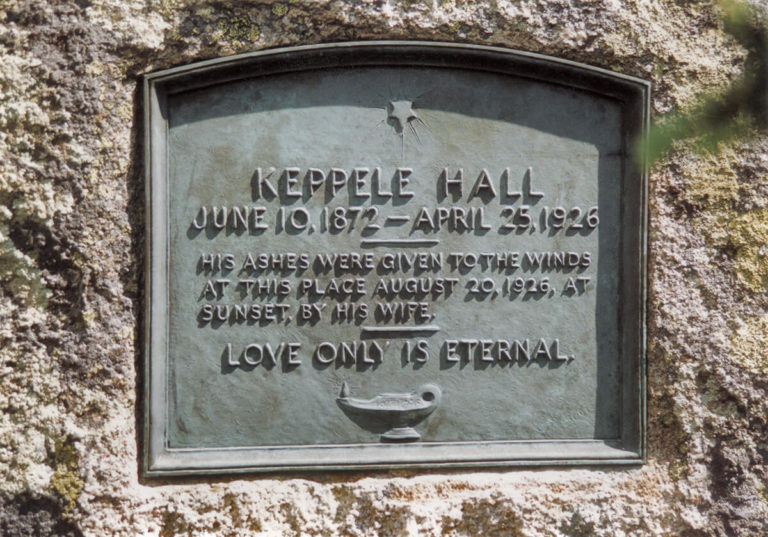 KEPPELE HALL
JUNE 10, 1872 — APRIL 25, 1926
HIS ASHES WERE GIVEN TO THE WINDS
AT THIS PLACE AUGUST 20, 1926, AT
SUNSET, BY HIS WIFE,
LOVE ONLY IS ETERNAL.